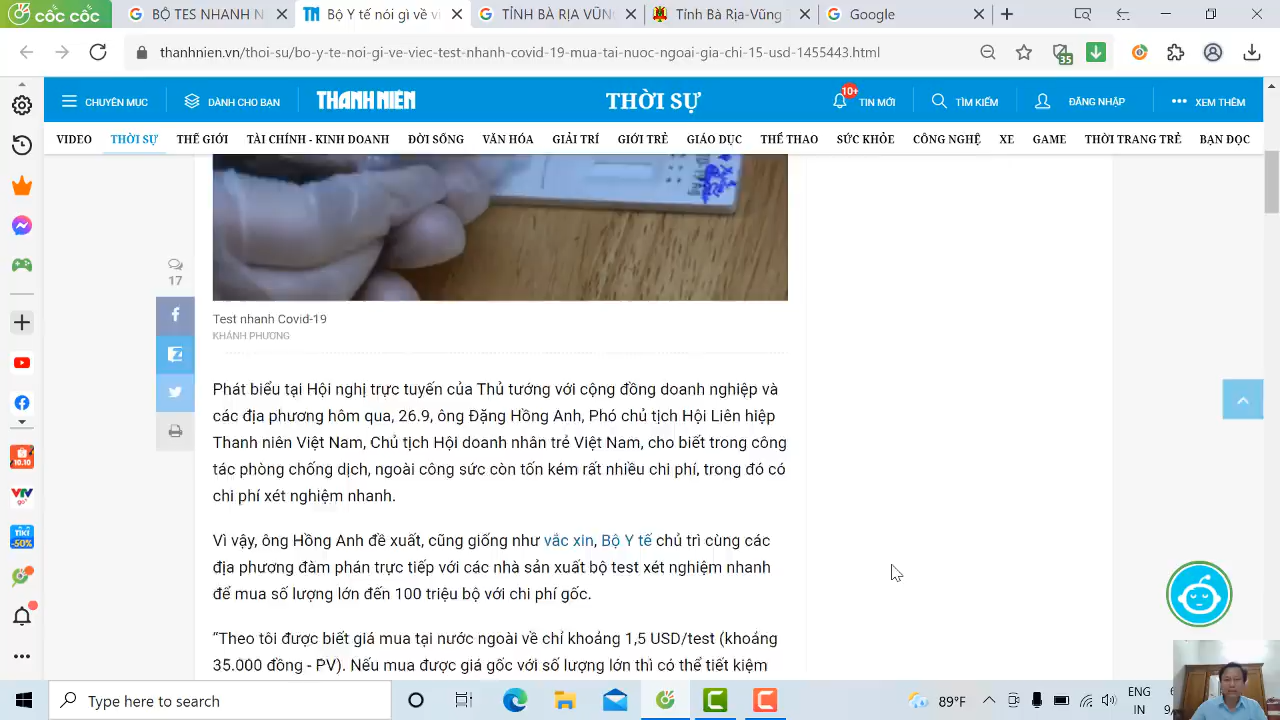 cốc cốc
BỘ TES NHANH N
TN Bộ Y tế nói gì về v
TỈNH BÀ RỊA VŨNG
Tỉnh Bà Rịa-Vũng
Google
thanhnien.vn/thoi-su/bo-y-te-noi-gi-ve-viec-test-nhanh-covid-19-mua-tai-nuoc-ngoai-gia-chi-15-usd-1455443.html
35
CHUYÊN MỤC
DÀNH CHO BẠN
THANH NIÊN
THỜI SỰ
10+
TIN MỚI
TÌM KIẾM
ĐĂNG NHẬP
XEM THÊM
VIDEO THỜI SỰ THẾ GIỚI TÀI CHÍNH - KINH DOANH ĐỜI SỐNG VĂN HÓA GIẢI TRÍ GIỚI TRẺ GIÁO DỤC THỂ THAO SỨC KHỎE CÔNG NGHỆ XE GAME THỜI TRANG TRẺ BẠN ĐỌC
17
Test nhanh Covid-19
KHÁNH PHƯƠNG
Phát biểu tại Hội nghị trực tuyến của Thủ tướng với cộng đồng doanh nghiệp và
các địa phương hôm qua, 26.9, ông Đặng Hồng Anh, Phó chủ tịch Hội Liên hiệp
Thanh niên Việt Nam, Chủ tịch Hội doanh nhân trẻ Việt Nam, cho biết trong công
tác phòng chống dịch, ngoài công sức còn tốn kém rất nhiều chi phí, trong đó có
chi phí xét nghiệm nhanh.
Vì vậy, ông Hồng Anh đề xuất, cũng giống như vắc xin, Bộ Y tế chủ trì cùng các
địa phương đàm phán trực tiếp với các nhà sản xuất bộ test xét nghiệm nhanh
để mua số lượng lớn đến 100 triệu bộ với chi phí gốc.
“Theo tôi được biết giá mua tại nước ngoài về chỉ khoảng 1,5 USD/test (khoảng
35.000 đồng - PV). Nếu mua được giá gốc với số lượng lớn thì có thể tiết kiệm
10.10
VTV
go
TIKI
-50%
Type here to search
89°F
ENG
IN